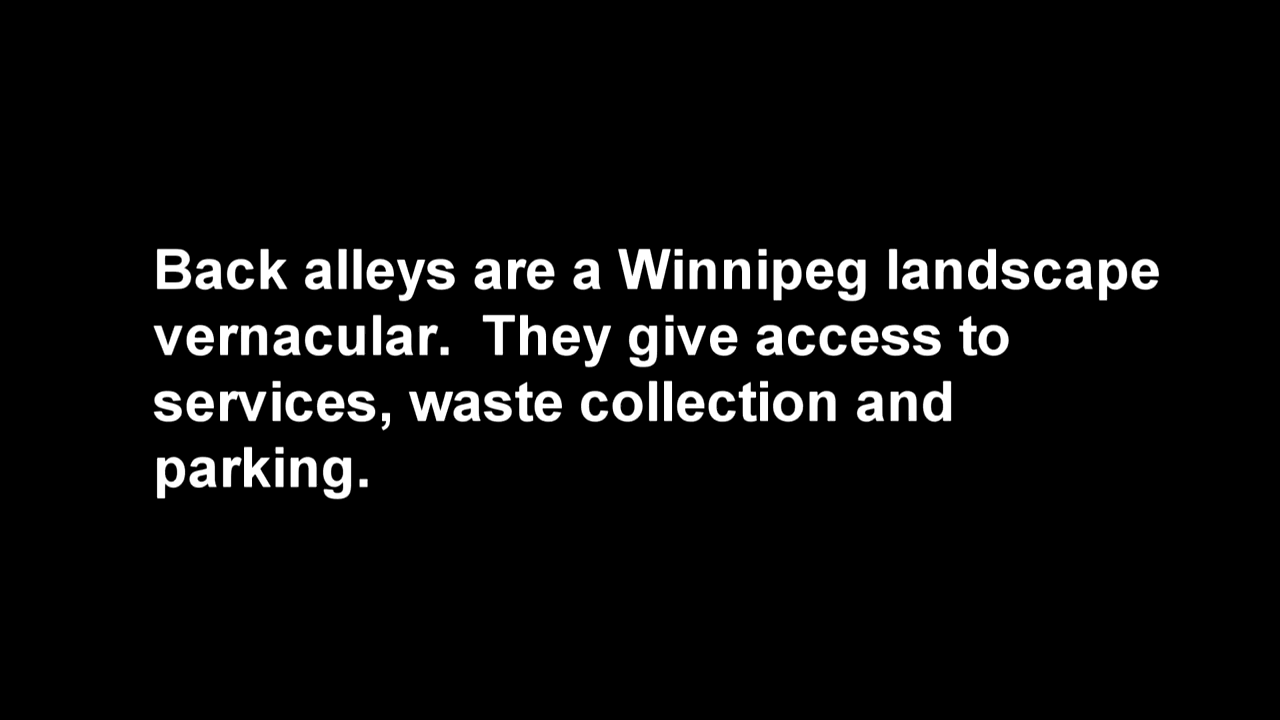 Back alleys are a Winnipeg landscape
vernacular.  They give access to
services, waste collection and
parking.